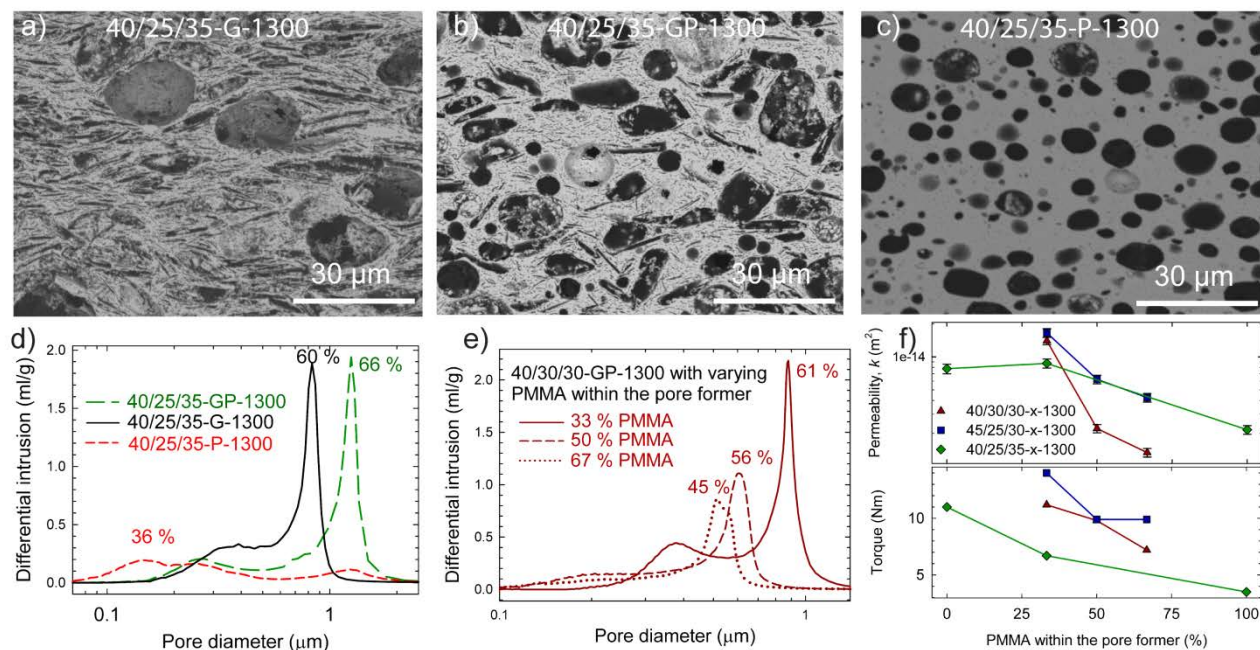 a)
40/25/35-G-1300
30 µm
b)
40/25/35-GP-1300
30 µm
c)
40/25/35-P-1300
30 µm
d)
Differential intrusion (ml/g)
2.0
1.5
1.0
0.5
0.0
60 %
66 %
40/25/35-GP-1300
40/25/35-G-1300
40/25/35-P-1300
36 %
0.1
1
Pore diameter (µm)
e)
Differential intrusion (ml/g)
2.0
1.5
1.0
0.5
0.0
40/30/30-GP-1300 with varying
PMMA within the pore former
61 %
33 % PMMA
50 % PMMA
67 % PMMA
56 %
45 %
0.1
1
Pore diameter (µm)
f)
Permeability, k (m²)
1e-14
40/30/30-x-1300
45/25/30-x-1300
40/25/35-x-1300
Torque (Nm)
10
5
0
25
50
75
100
PMMA within the pore former (%)